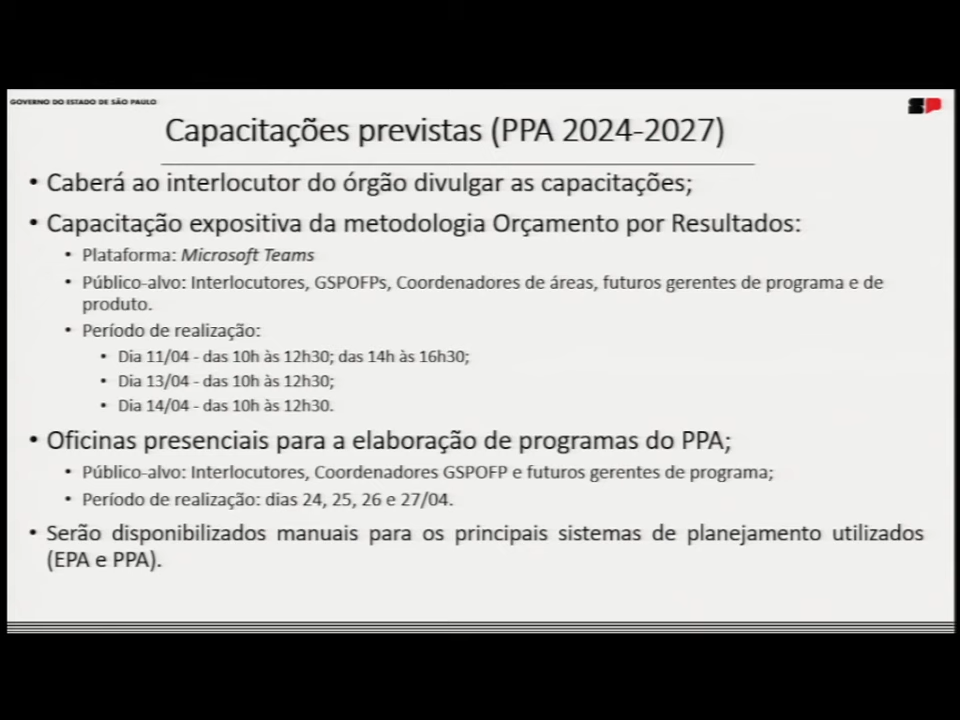 GOVERNO DO ESTADO DE SÃO PAULO
SP
Capacitações previstas (PPA 2024-2027)
• Caberá ao interlocutor do órgão divulgar as capacitações;
• Capacitação expositiva da metodologia Orçamento por Resultados:
• Plataforma: Microsoft Teams
• Público-alvo: Interlocutores, GSPOFPs, Coordenadores de áreas, futuros gerentes de programa e de
produto.
• Período de realização:
• Dia 11/04 - das 10h às 12h30; das 14h às 16h30;
• Dia 13/04 - das 10h às 12h30;
• Dia 14/04 - das 10h às 12h30.
• Oficinas presenciais para a elaboração de programas do PPA;
• Público-alvo: Interlocutores, Coordenadores GSPOFP e futuros gerentes de programa;
• Período de realização: dias 24, 25, 26 e 27/04.
• Serão disponibilizados manuais para os principais sistemas de planejamento utilizados
(EPA e PPA).